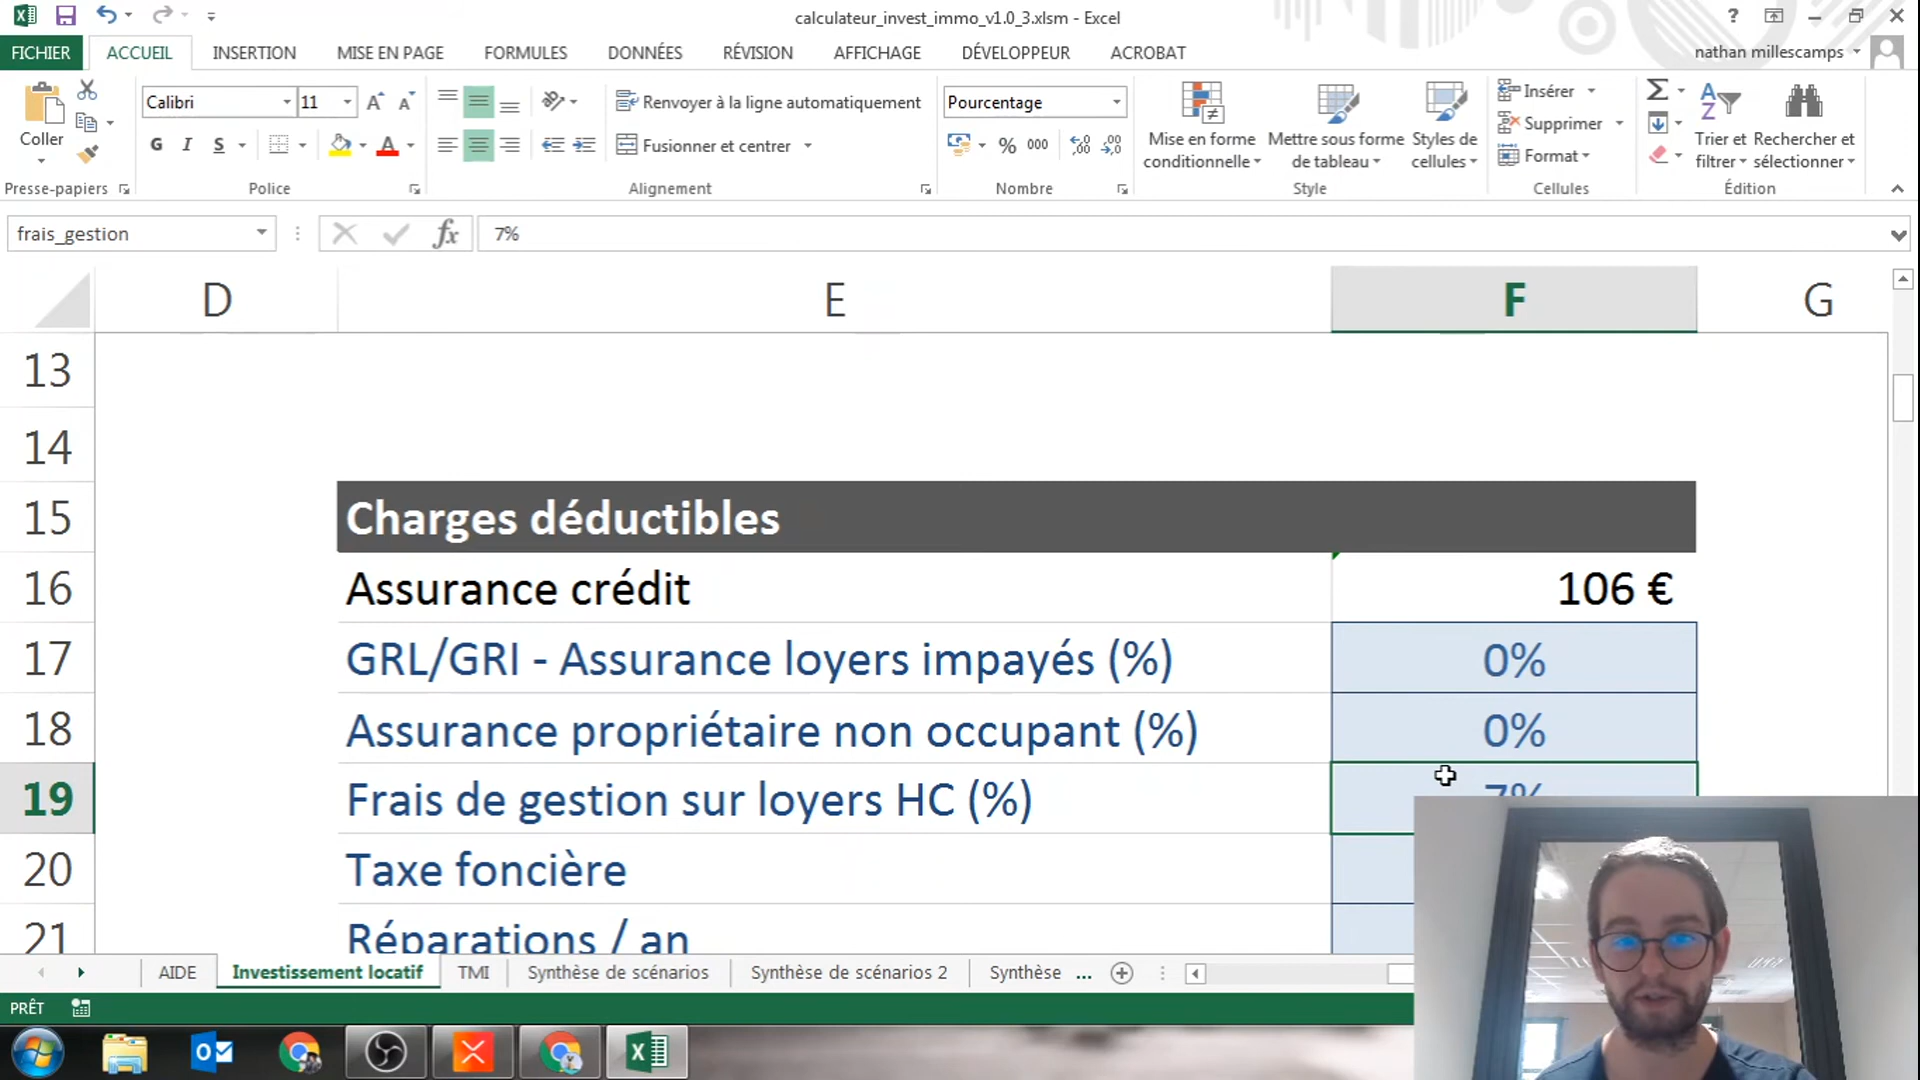 calculateur_invest_immo_v1.0_3.xlsm - Excel
?
FICHIER ACCUEIL INSERTION MISE EN PAGE FORMULES DONNÉES RÉVISION AFFICHAGE DÉVELOPPEUR ACROBAT nathan millescamps
Coller
Presse-papiers
Calibri 11
G I S
Police
Renvoyer à la ligne automatiquement
Fusionner et centrer
Alignement
Pourcentage
% 000
Nombre
Mise en forme conditionnelle
Mettre sous forme de tableau
Styles de cellules
Style
Insérer
Supprimer
Format
Cellules
Trier et filtrer
Rechercher et sélectionner
Édition
frais_gestion fx 7%
D E F G
13
14
15 Charges déductibles
16 Assurance crédit 106 €
17 GRL/GRI - Assurance loyers impayés (%) 0%
18 Assurance propriétaire non occupant (%) 0%
19 Frais de gestion sur loyers HC (%) 7%
20 Taxe foncière
21 Réparations / an
AIDE Investissement locatif TMI Synthèse de scénarios Synthèse de scénarios 2 Synthèse ...
PRÊT